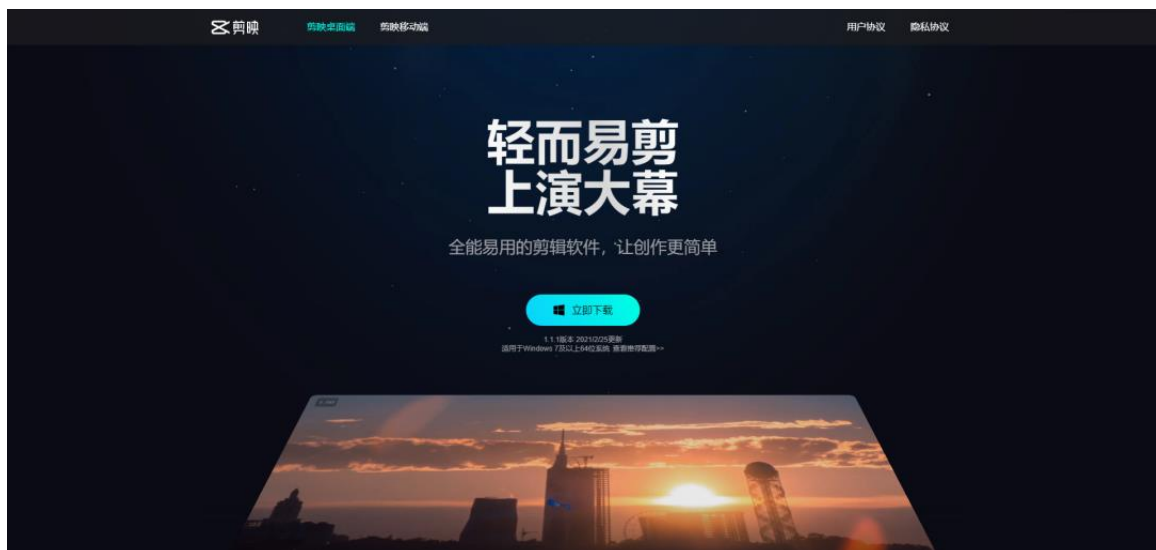 剪映
剪映桌面端
剪映移动端
用户协议
隐私协议
轻而易剪
上演大幕
全能易用的剪辑软件，让创作更简单
立即下载
1.1.1版本 2021/2/25更新
适用于Windows 7及以上64位系统 查看推荐配置>>